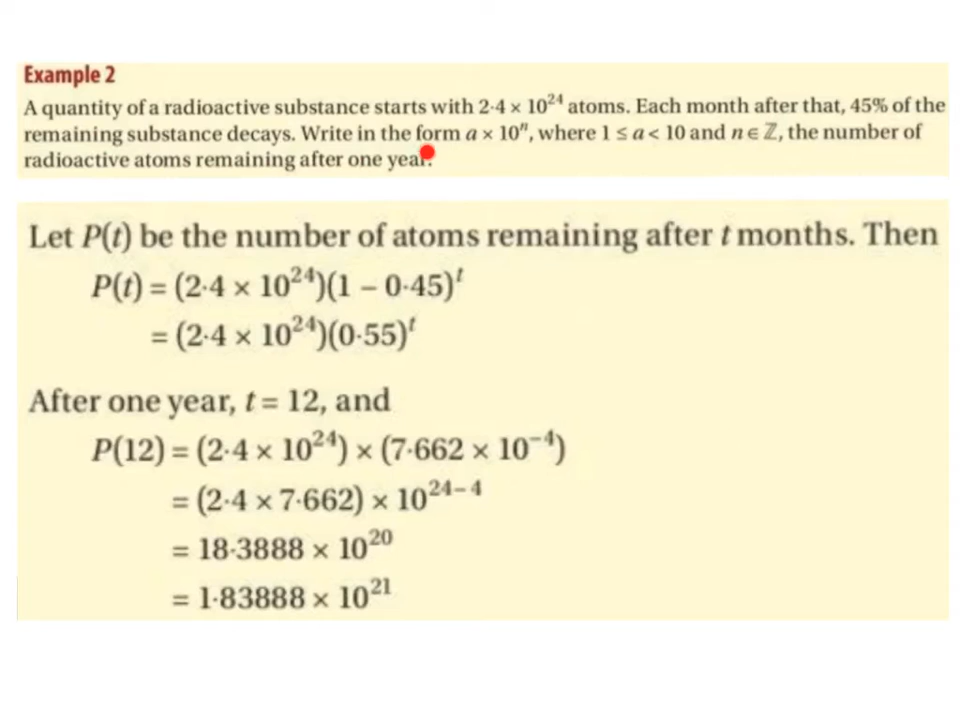 Example 2
A quantity of a radioactive substance starts with 2·4 × 10²⁴ atoms. Each month after that, 45% of the
remaining substance decays. Write in the form a × 10ⁿ, where 1 ≤ a < 10 and n ∈ ℤ, the number of
radioactive atoms remaining after one year.
Let P(t) be the number of atoms remaining after t months. Then
P(t) = (2·4 × 10²⁴)(1 – 0·45)ᵗ
= (2·4 × 10²⁴)(0·55)ᵗ
After one year, t = 12, and
P(12) = (2·4 × 10²⁴) × (7·662 × 10⁻⁴)
= (2·4 × 7·662) × 10²⁴⁻⁴
= 18·3888 × 10²⁰
= 1·83888 × 10²¹